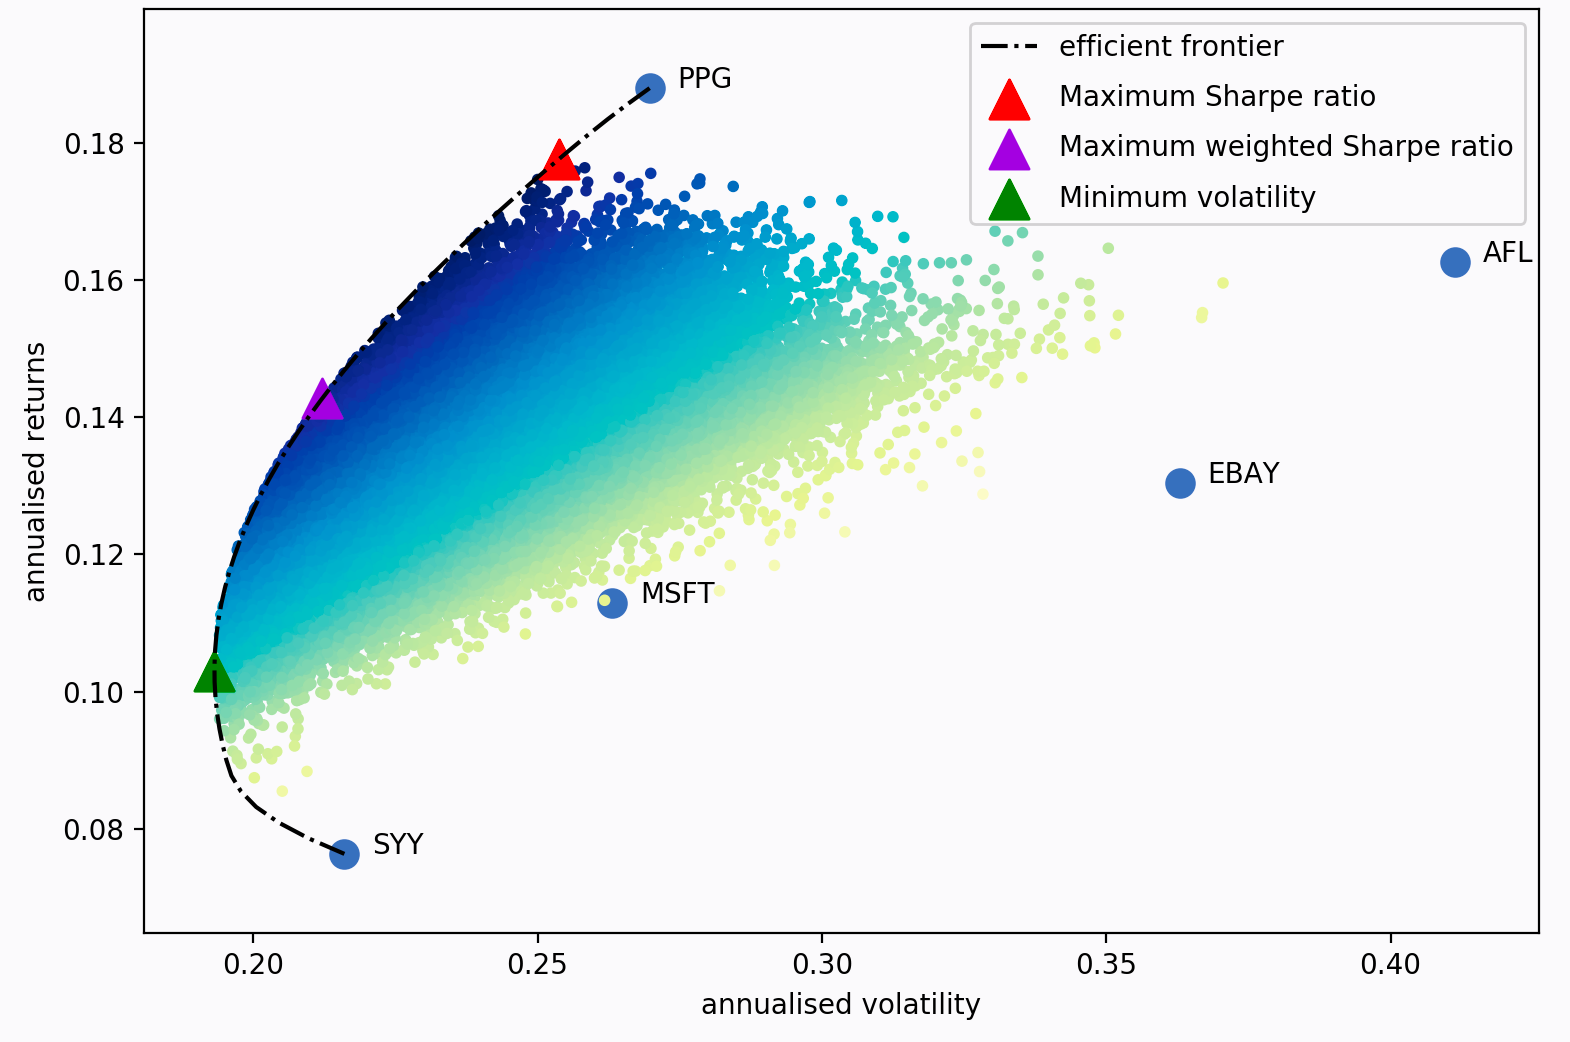 efficient frontier
Maximum Sharpe ratio
Maximum weighted Sharpe ratio
Minimum volatility
PPG
AFL
EBAY
MSFT
SYY
0.18
0.16
0.14
0.12
0.10
0.08
annualised returns
0.20 0.25 0.30 0.35 0.40
annualised volatility